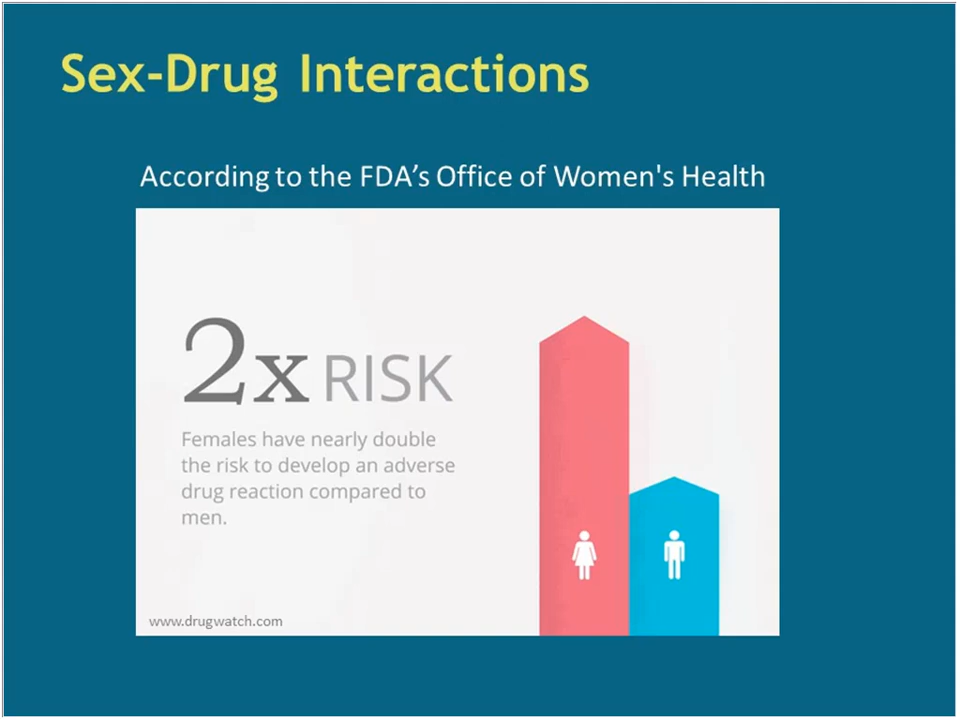 Sex-Drug Interactions
According to the FDA’s Office of Women's Health
2x RISK
Females have nearly double
the risk to develop an adverse
drug reaction compared to
men.
www.drugwatch.com